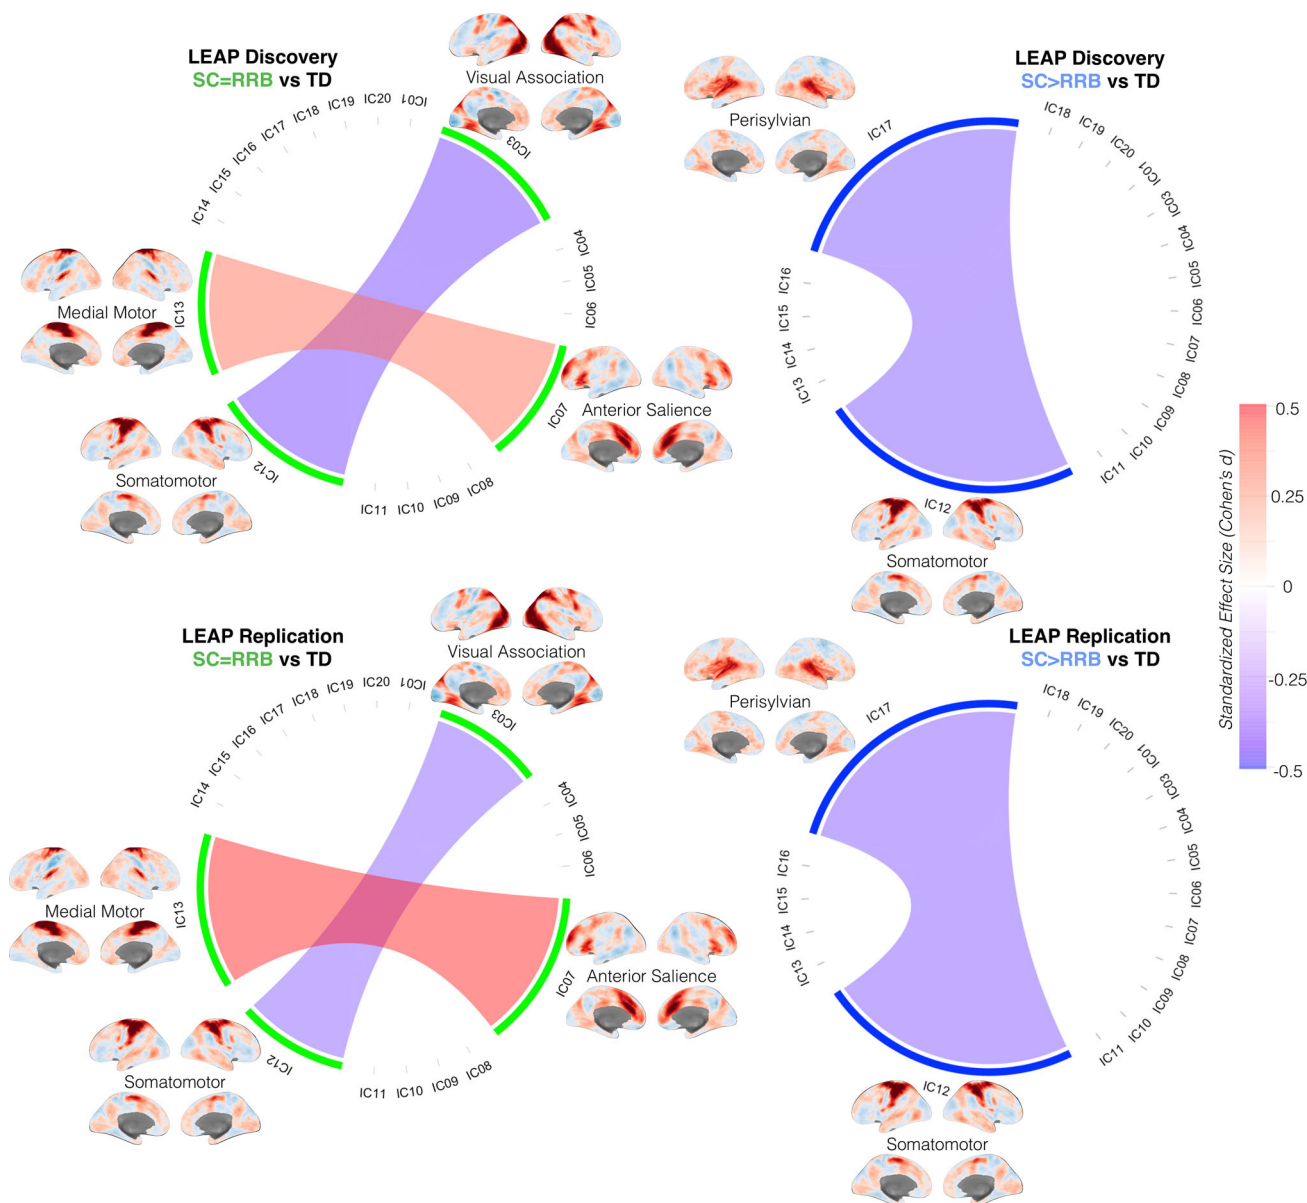 LEAP Discovery
SC=RRB vs TD
Visual Association
IC01
IC20
IC19
IC18
IC17
IC16
IC15
IC14
IC03
IC04
IC05
IC06
Medial Motor
IC13
IC07
Anterior Salience
Somatomotor
IC12
IC11
IC10
IC09
IC08
LEAP Discovery
SC>RRB vs TD
Perisylvian
IC17
IC18
IC19
IC20
IC01
IC03
IC04
IC05
IC06
IC07
IC08
IC09
IC10
IC11
IC16
IC15
IC14
IC13
IC12
Somatomotor
Standardized Effect Size (Cohen's d)
0.5
0.25
0
-0.25
-0.5
LEAP Replication
SC=RRB vs TD
Visual Association
IC01
IC20
IC19
IC18
IC17
IC16
IC15
IC14
IC03
IC04
IC05
IC06
Medial Motor
IC13
IC07
Anterior Salience
Somatomotor
IC12
IC11
IC10
IC09
IC08
LEAP Replication
SC>RRB vs TD
Perisylvian
IC17
IC18
IC19
IC20
IC01
IC03
IC04
IC05
IC06
IC07
IC08
IC09
IC10
IC11
IC16
IC15
IC14
IC13
IC12
Somatomotor